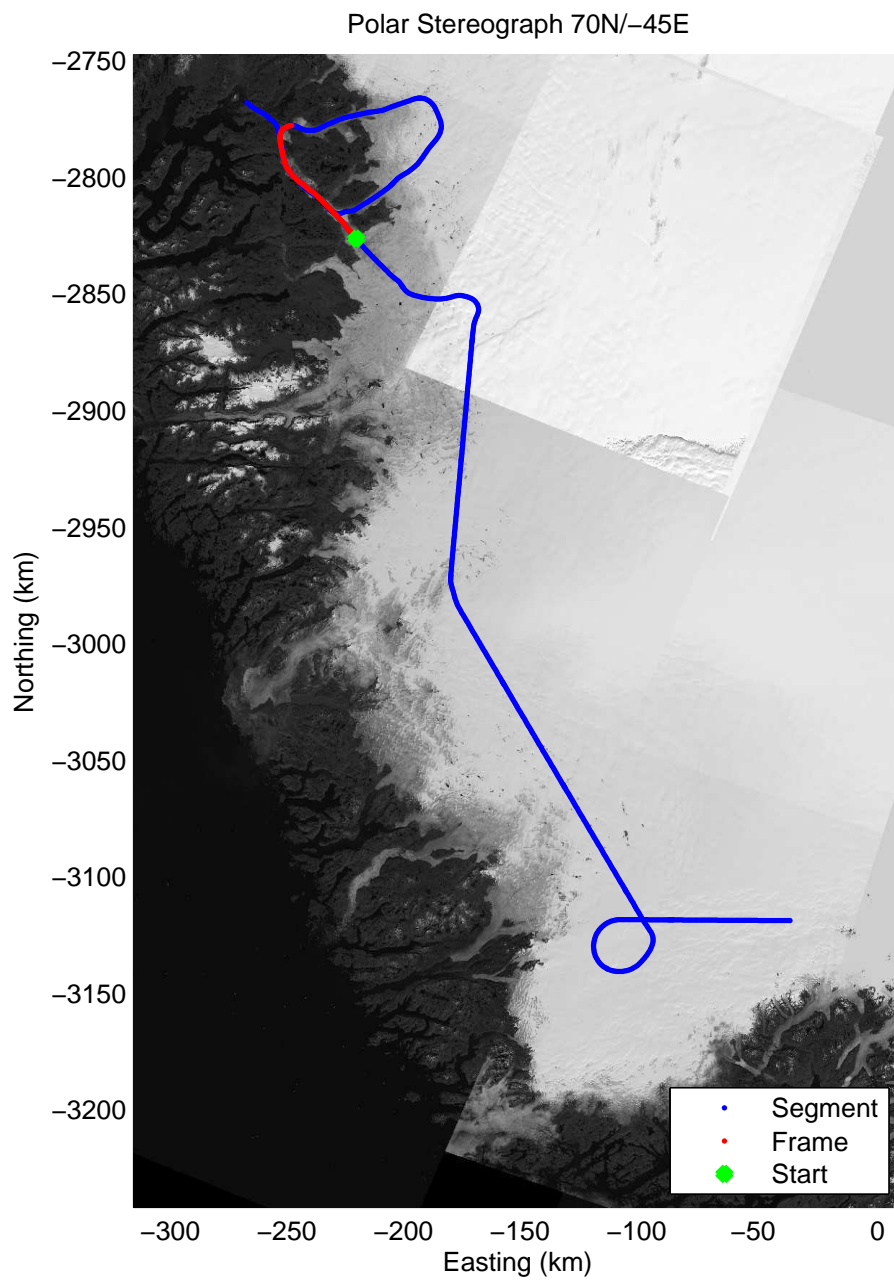 Polar Stereograph 70N/−45E
−2750
−2800
−2850
−2900
−2950
−3000
−3050
−3100
−3150
−3200
Northing (km)
Segment
Frame
Start
−300 −250 −200 −150 −100 −50 0
Easting (km)